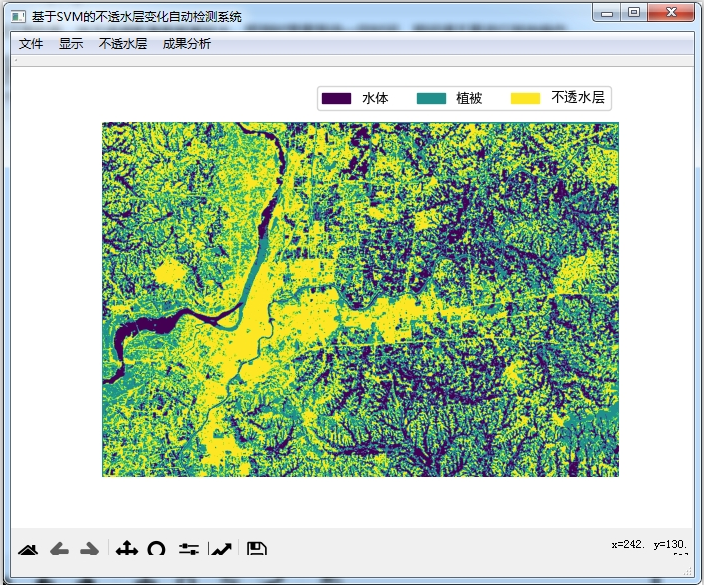 基于SVM的不透水层变化自动检测系统
文件 显示 不透水层 成果分析
水体 植被 不透水层
x=242. y=130.